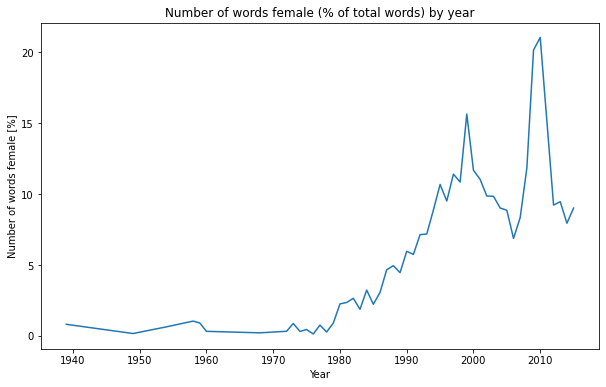 Number of words female (% of total words) by year
Number of words female [%]
20
15
10
5
0
1940 1950 1960 1970 1980 1990 2000 2010
Year